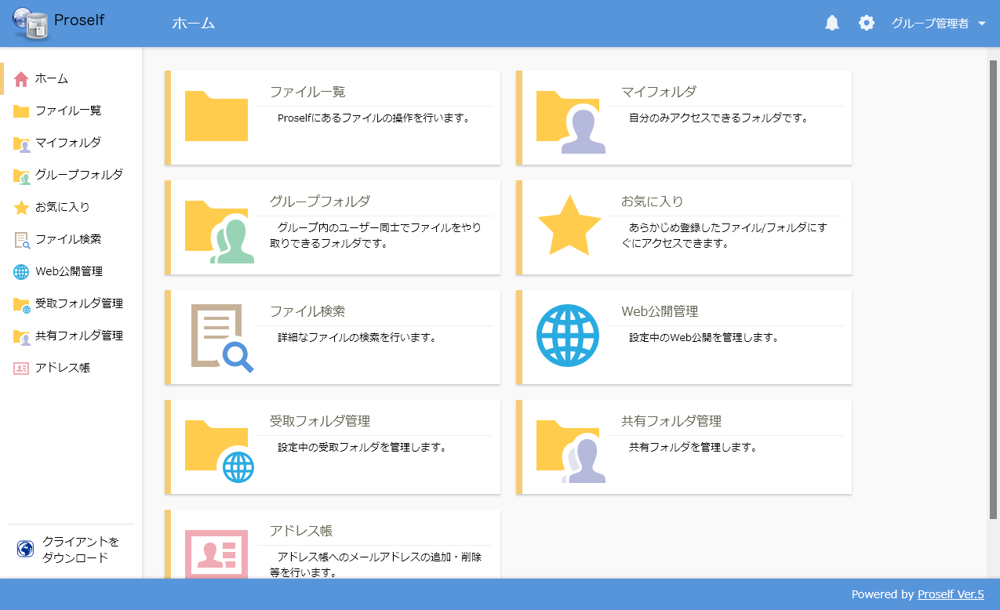 Proself
ホーム
グループ管理者
ホーム
ファイル一覧
マイフォルダ
グループフォルダ
お気に入り
ファイル検索
Web公開管理
受取フォルダ管理
共有フォルダ管理
アドレス帳
クライアントを
ダウンロード
ファイル一覧
Proselfにあるファイルの操作を行います。
マイフォルダ
自分のみアクセスできるフォルダです。
グループフォルダ
グループ内のユーザー同士でファイルをやり
取りできるフォルダです。
お気に入り
あらかじめ登録したファイル/フォルダにす
ぐにアクセスできます。
ファイル検索
詳細なファイルの検索を行います。
Web公開管理
設定中のWeb公開を管理します。
受取フォルダ管理
設定中の受取フォルダを管理します。
共有フォルダ管理
共有フォルダを管理します。
アドレス帳
アドレス帳へのメールアドレスの追加・削除
等を行います。
Powered by Proself Ver.5